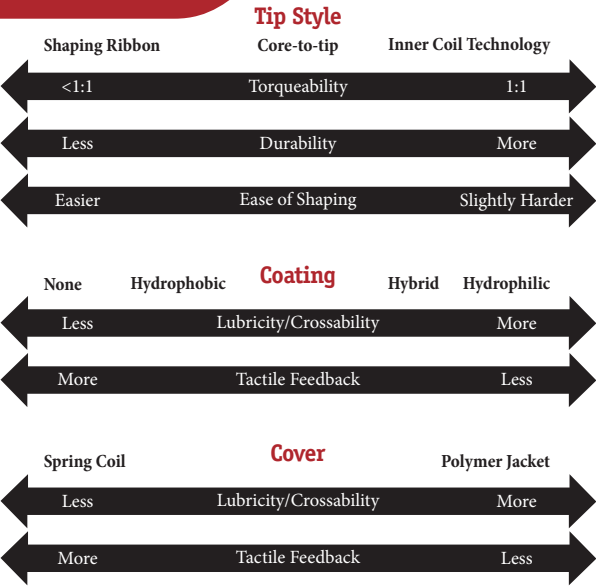 Tip Style
Shaping Ribbon Core-to-tip Inner Coil Technology
<1:1 Torqueability 1:1
Less Durability More
Easier Ease of Shaping Slightly Harder
Coating
None Hydrophobic Hybrid Hydrophilic
Less Lubricity/Crossability More
More Tactile Feedback Less
Cover
Spring Coil Polymer Jacket
Less Lubricity/Crossability More
More Tactile Feedback Less